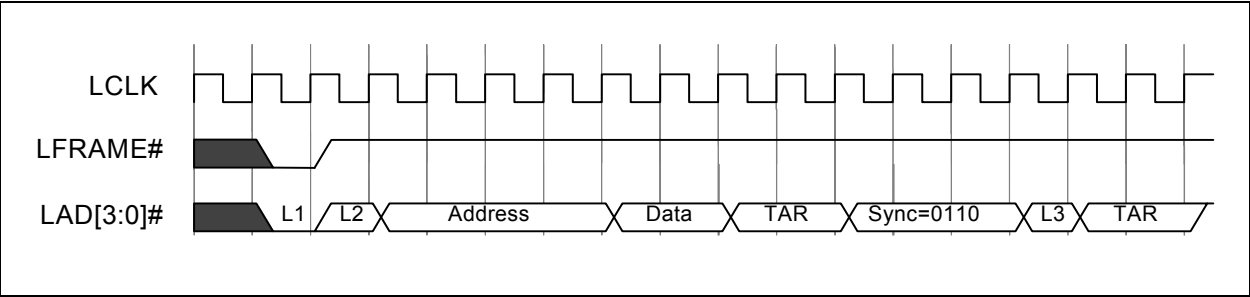 LCLK
LFRAME#
LAD[3:0]# L1 L2 Address Data TAR Sync=0110 L3 TAR